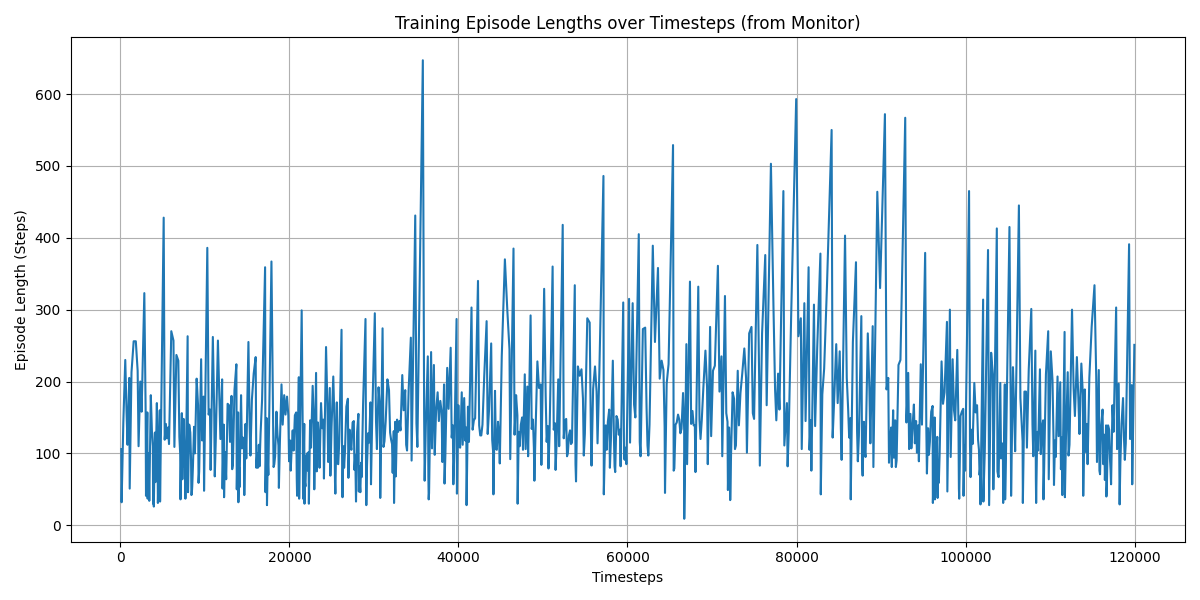 Training Episode Lengths over Timesteps (from Monitor)
Episode Length (Steps)
600
500
400
300
200
100
0
0 20000 40000 60000 80000 100000 120000
Timesteps